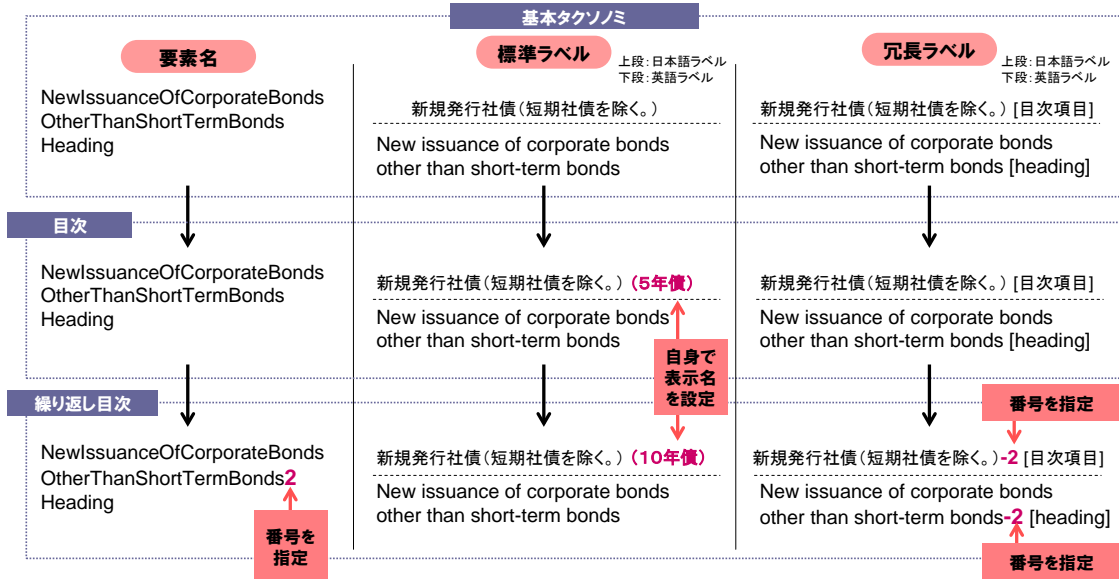 基本タクソノミ
要素名
標準ラベル
上段：日本語ラベル
下段：英語ラベル
冗長ラベル
上段：日本語ラベル
下段：英語ラベル
NewIssuanceOfCorporateBonds
OtherThanShortTermBonds
Heading
新規発行社債（短期社債を除く。）
New issuance of corporate bonds
other than short-term bonds
新規発行社債（短期社債を除く。）[目次項目]
New issuance of corporate bonds
other than short-term bonds [heading]
目次
NewIssuanceOfCorporateBonds
OtherThanShortTermBonds
Heading
新規発行社債（短期社債を除く。）（５年債）
New issuance of corporate bonds
other than short-term bonds
新規発行社債（短期社債を除く。）[目次項目]
New issuance of corporate bonds
other than short-term bonds [heading]
自身で
表示名
を設定
繰り返し目次
番号を指定
NewIssuanceOfCorporateBonds
OtherThanShortTermBonds2
Heading
新規発行社債（短期社債を除く。）（１０年債）
New issuance of corporate bonds
other than short-term bonds
新規発行社債（短期社債を除く。）-2 [目次項目]
New issuance of corporate bonds
other than short-term bonds-2 [heading]
番号を
指定
番号を指定